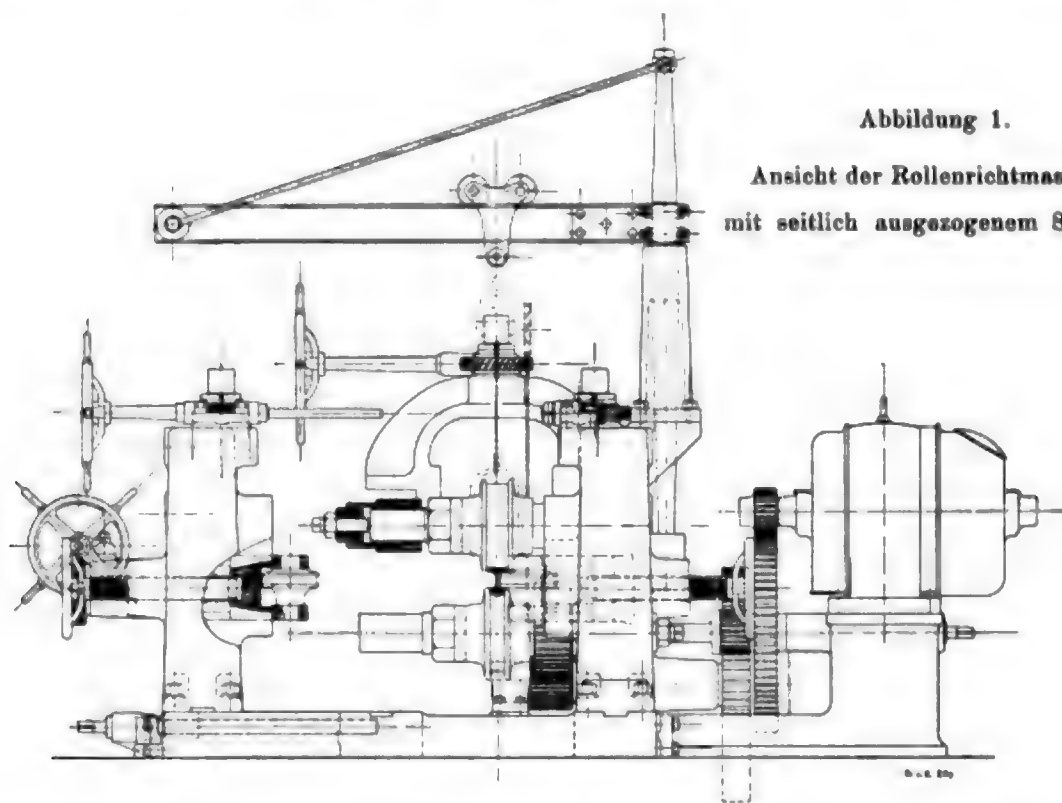 Abbildung 1.
Ansicht der Rollenrichtmas
mit seitlich ausgezogenem S